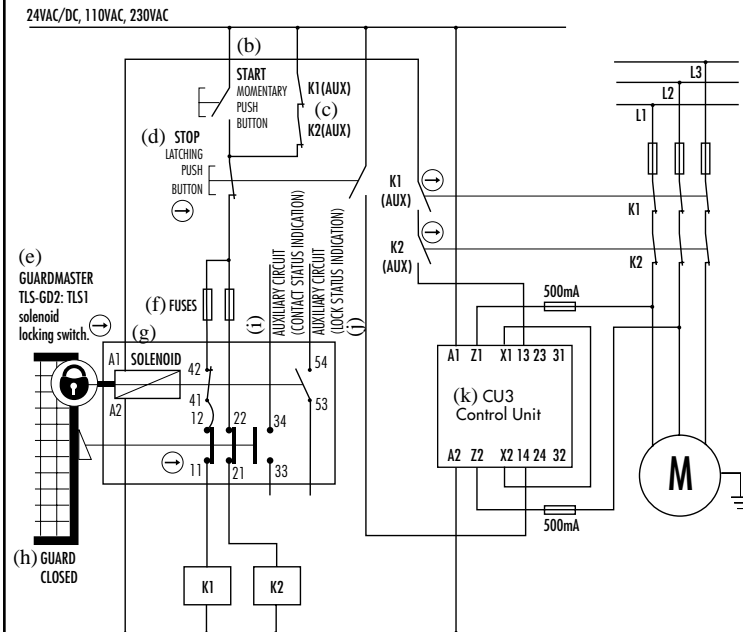 24VAC/DC, 110VAC, 230VAC
(b)
START
MOMENTARY
PUSH
BUTTON
K1(AUX)
(c)
K2(AUX)
(d) STOP
LATCHING
PUSH
BUTTON
(e)
GUARDMASTER
TLS-GD2: TLS1
solenoid
locking switch.
(f) FUSES
(i)
AUXILIARY CIRCUIT
(CONTACT STATUS INDICATION)
AUXILIARY CIRCUIT
(LOCK STATUS INDICATION)
(j)
(g)
A1 SOLENOID
A2
42
41
54
53
12
22
34
11
21
33
(h) GUARD
CLOSED
K1
K2
K1
(AUX)
K2
(AUX)
500mA
A1 Z1 X1 13 23 31
(k) CU3
Control Unit
A2 Z2 X2 14 24 32
500mA
L3
L2
L1
K1
K2
M